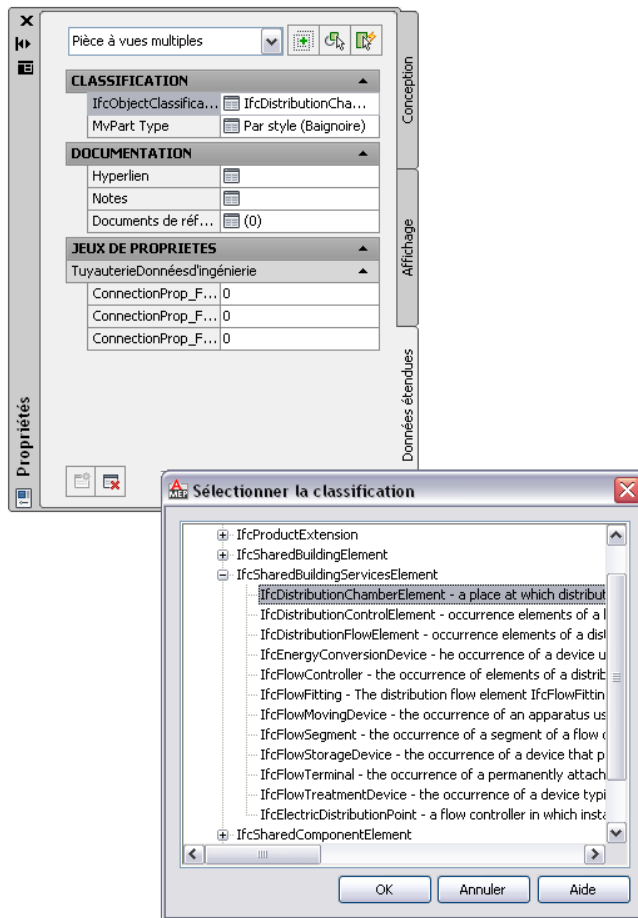 Pièce à vues multiples
CLASSIFICATION
IfcObjectClassifica... IfcDistributionCha...
MvPart Type Par style (Baignoire)
DOCUMENTATION
Hyperlien
Notes
Documents de réf... (0)
JEUX DE PROPRIETES
TuyauterieDonnéesd'ingénierie
ConnectionProp_F... 0
ConnectionProp_F... 0
ConnectionProp_F... 0
Conception
Affichage
Données étendues
Propriétés
MEP Sélectionner la classification
IfcProductExtension
IfcSharedBuildingElement
IfcSharedBuildingServicesElement
IfcDistributionChamberElement - a place at which distribut
IfcDistributionControlElement - occurrence elements of a
IfcDistributionFlowElement - occurrence elements of a dis
IfcEnergyConversionDevice - he occurrence of a device u
IfcFlowController - the occurrence of elements of a distrib
IfcFlowFitting - The distribution flow element IfcFlowFittin
IfcFlowMovingDevice - the occurrence of an apparatus us
IfcFlowSegment - the occurrence of a segment of a flow
IfcFlowStorageDevice - the occurrence of a device that p
IfcFlowTerminal - the occurrence of a permanently attach
IfcFlowTreatmentDevice - the occurrence of a device typi
IfcElectricDistributionPoint - a flow controller in which insta
IfcSharedComponentElement
OK Annuler Aide